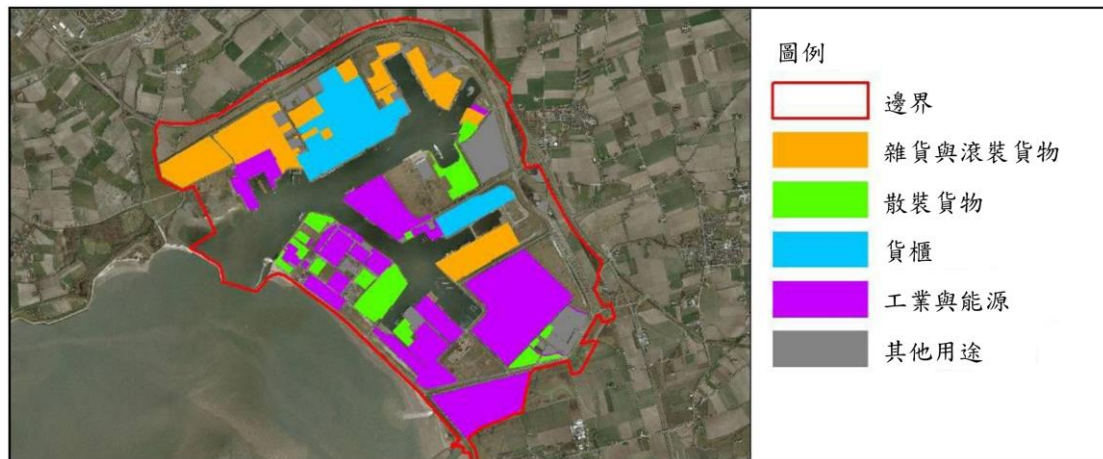 圖例
邊界
雜貨與滾裝貨物
散裝貨物
貨櫃
工業與能源
其他用途